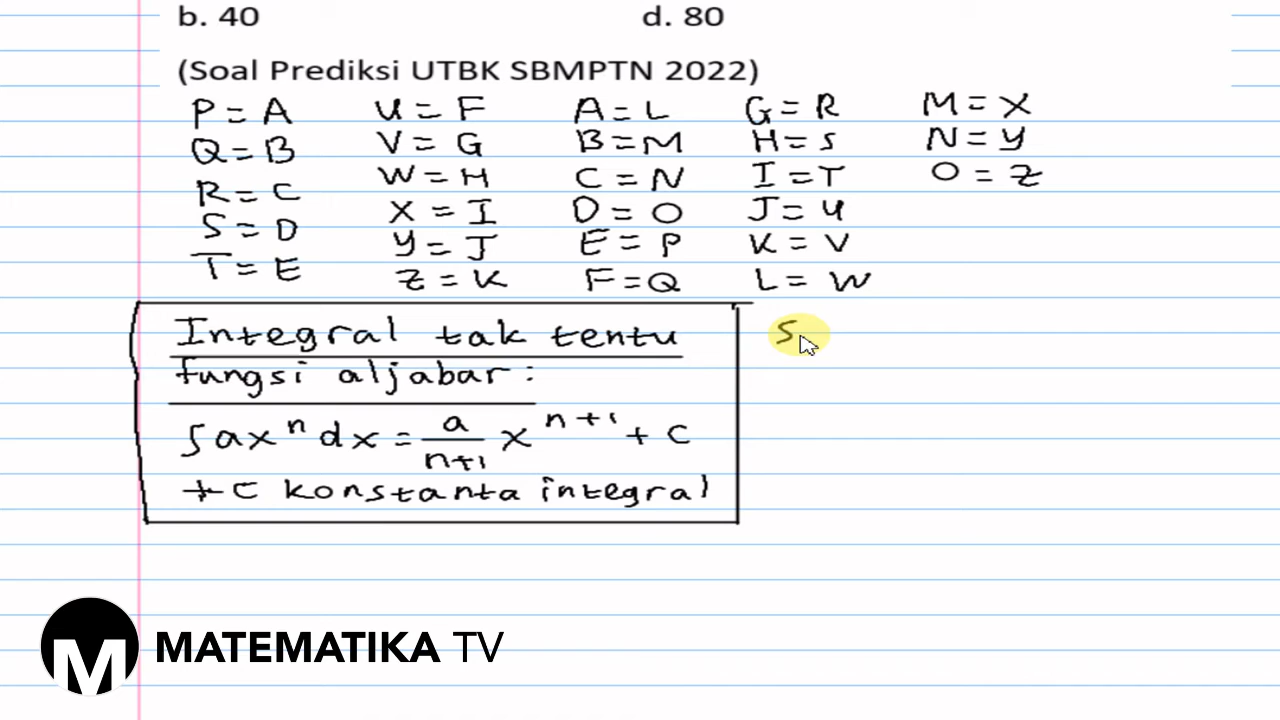 b. 40 d. 80
(Soal Prediksi UTBK SBMPTN 2022)
P = A U = F A = L G = R M = X
Q = B V = G B = M H = S N = Y
R = C W = H C = N I = T O = Z
S = D X = I D = O J = U
T = E Y = J E = P K = V
Z = K F = Q L = W
Integral tak tentu S
fungsi aljabar :
∫ax^n dx = a/(n+1) x^(n+1) + C
+ C konstanta integral
M MATEMATIKA TV